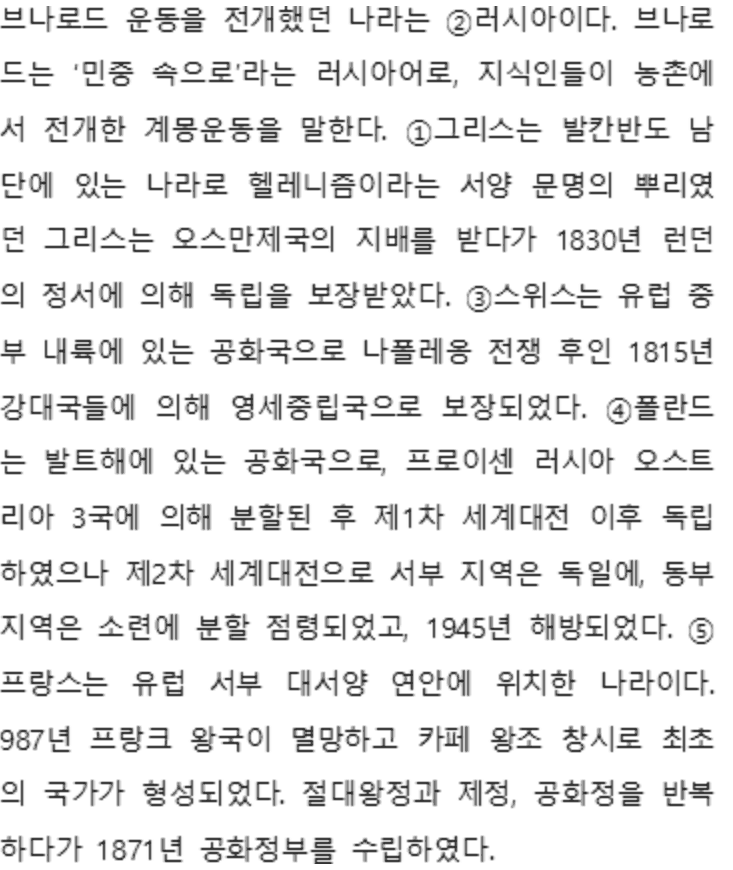 브나로드 운동을 전개했던 나라는 ②러시아이다. 브나로
드는 ‘민중 속으로’라는 러시아어로, 지식인들이 농촌에
서 전개한 계몽운동을 말한다. ①그리스는 발칸반도 남
단에 있는 나라로 헬레니즘이라는 서양 문명의 뿌리였
던 그리스는 오스만제국의 지배를 받다가 1830년 런던
의 정서에 의해 독립을 보장받았다. ③스위스는 유럽 중
부 내륙에 있는 공화국으로 나폴레옹 전쟁 후인 1815년
강대국들에 의해 영세중립국으로 보장되었다. ④폴란드
는 발트해에 있는 공화국으로, 프로이센 러시아 오스트
리아 3국에 의해 분할된 후 제1차 세계대전 이후 독립
하였으나 제2차 세계대전으로 서부 지역은 독일에, 동부
지역은 소련에 분할 점령되었고, 1945년 해방되었다. ⑤
프랑스는 유럽 서부 대서양 연안에 위치한 나라이다.
987년 프랑크 왕국이 멸망하고 카페 왕조 창시로 최초
의 국가가 형성되었다. 절대왕정과 제정, 공화정을 반복
하다가 1871년 공화정부를 수립하였다.